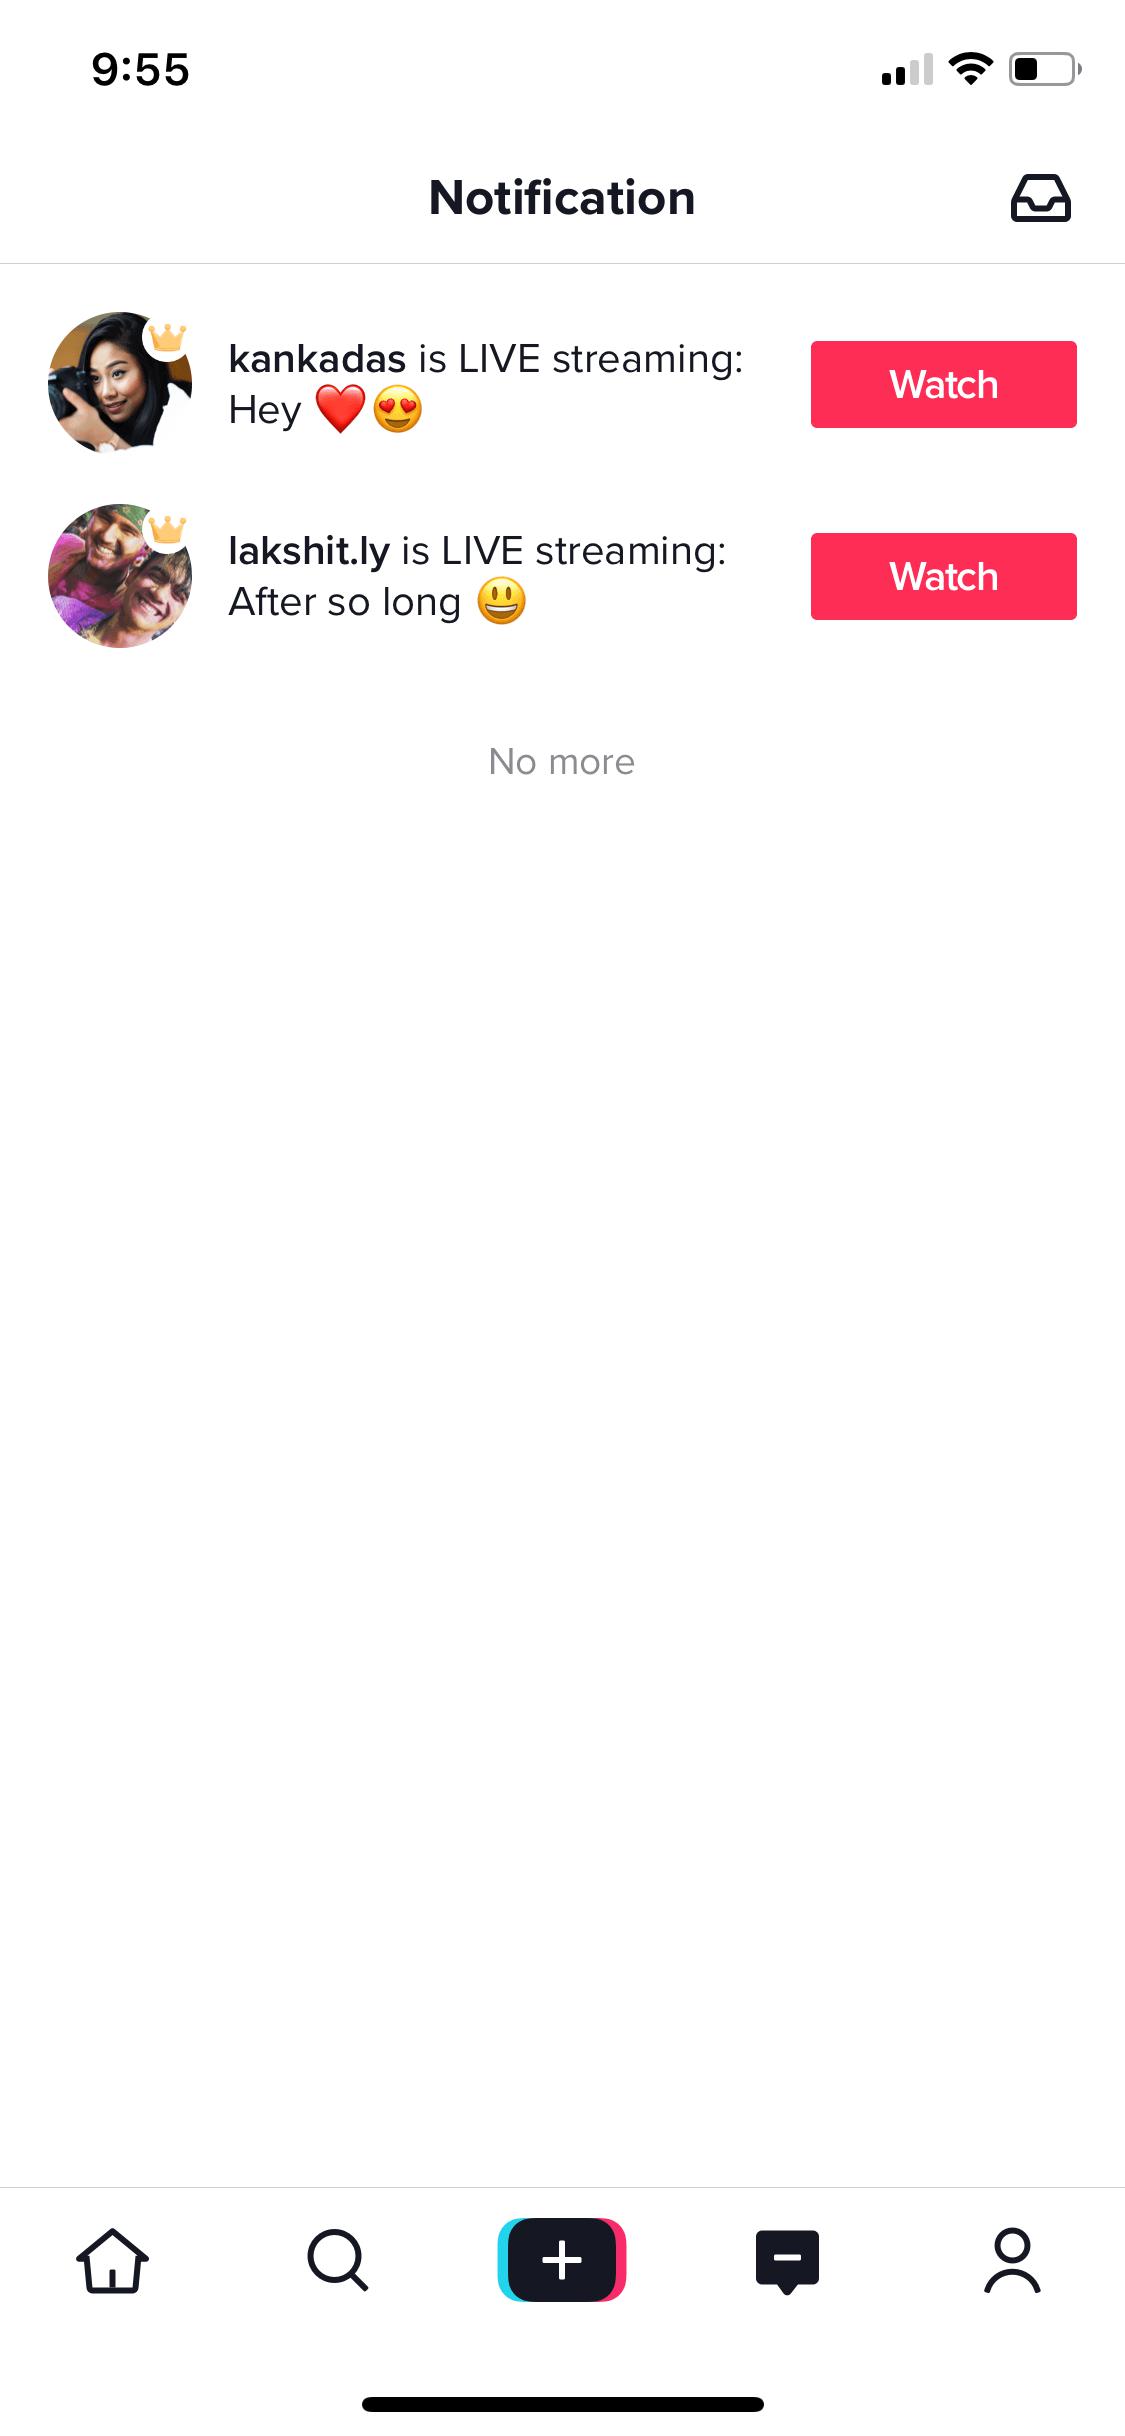 9:55
Notification
kankadas is LIVE streaming:
Hey ❤️😍
Watch
lakshit.ly is LIVE streaming:
After so long 😃
Watch
No more